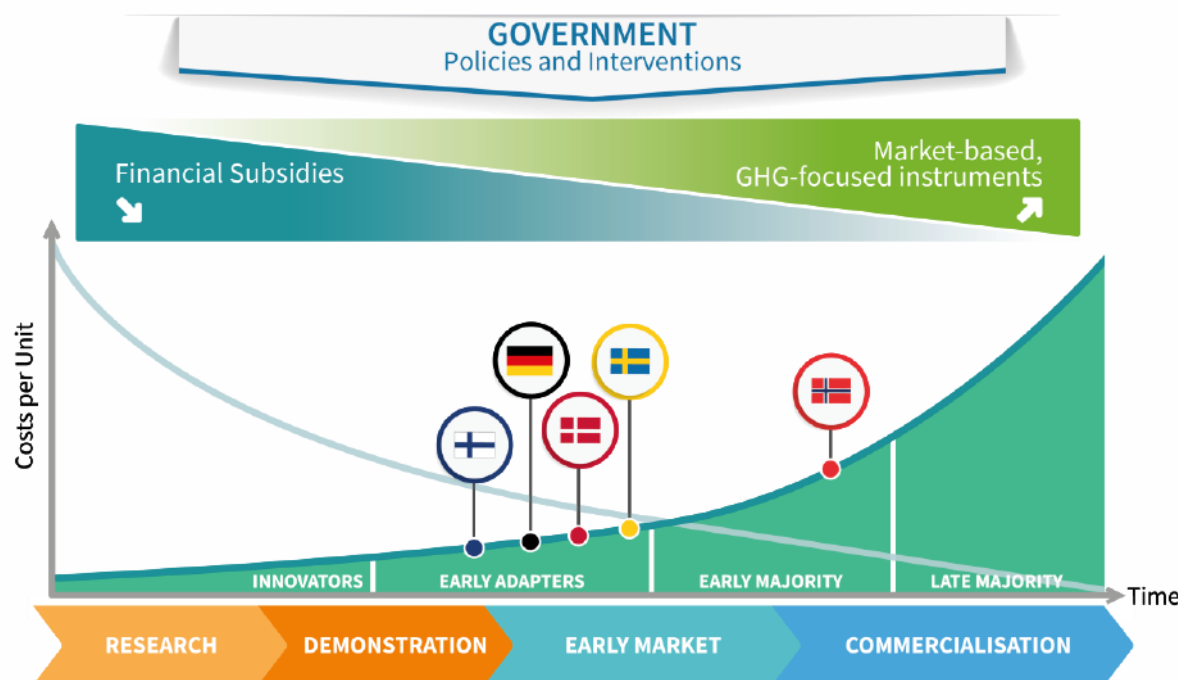 GOVERNMENT
Policies and Interventions
Financial Subsidies
Market-based,
GHG-focused instruments
Costs per Unit
INNOVATORS
EARLY ADAPTERS
EARLY MAJORITY
LATE MAJORITY
Time
RESEARCH
DEMONSTRATION
EARLY MARKET
COMMERCIALISATION